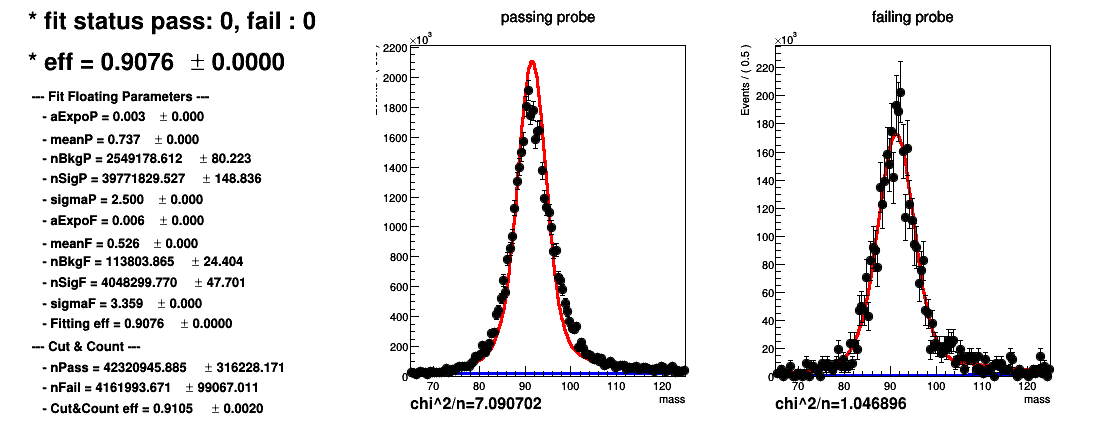 * fit status pass: 0, fail : 0
* eff = 0.9076 ± 0.0000
--- Fit Floating Parameters ---
- aExpoP = 0.003 ± 0.000
- meanP = 0.737 ± 0.000
- nBkgP = 2549178.612 ± 80.223
- nSigP = 39771829.527 ± 148.836
- sigmaP = 2.500 ± 0.000
- aExpoF = 0.006 ± 0.000
- meanF = 0.526 ± 0.000
- nBkgF = 113803.865 ± 24.404
- nSigF = 4048299.770 ± 47.701
- sigmaF = 3.359 ± 0.000
- Fitting eff = 0.9076 ± 0.0000
--- Cut & Count ---
- nPass = 42320945.885 ± 316228.171
- nFail = 4161993.671 ± 99067.011
- Cut&Count eff = 0.9105 ± 0.0020
passing probe
×10³
2200
2000
1800
1600
1400
1200
1000
800
600
400
200
0
70 80 90 100 110 120
mass
chi^2/n=7.090702
failing probe
×10³
Events / ( 0.5 )
220
200
180
160
140
120
100
80
60
40
20
0
70 80 90 100 110 120
mass
chi^2/n=1.046896